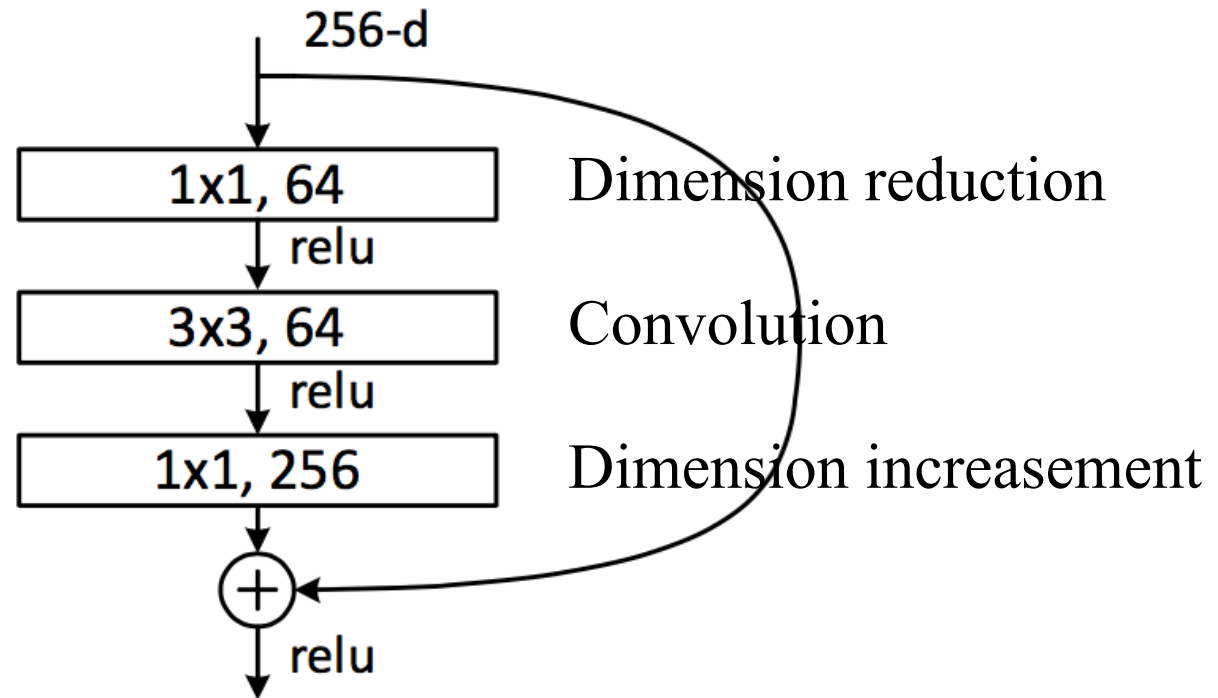 256-d
1x1, 64
Dimension reduction
relu
3x3, 64
Convolution
relu
1x1, 256
Dimension increasement
+
relu